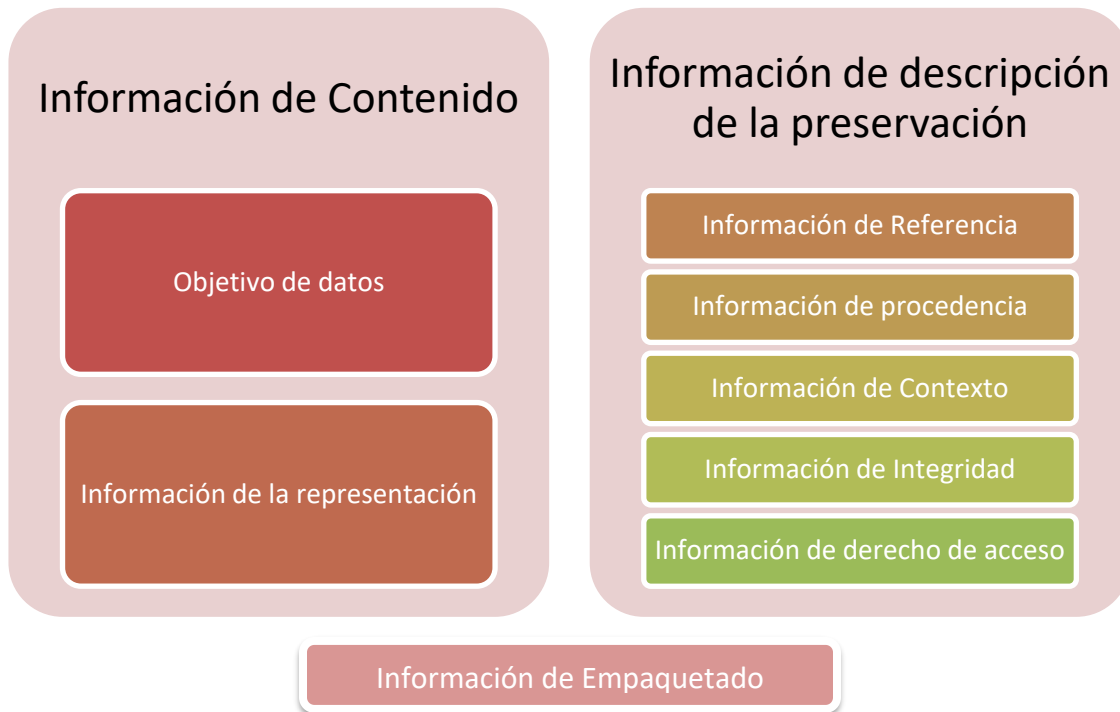 Información de Contenido
Objetivo de datos
Información de la representación
Información de descripción
de la preservación
Información de Referencia
Información de procedencia
Información de Contexto
Información de Integridad
Información de derecho de acceso
Información de Empaquetado